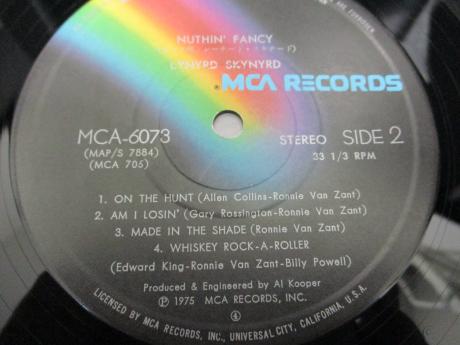 NUTHIN' FANCY
LYNYRD SKYNYRD
MCA RECORDS
MCA-6073
(MAP/S 7884)
(MCA 705)
STEREO SIDE 2
33 1/3 RPM
1. ON THE HUNT (Allen Collins-Ronnie Van Zant)
2. AM I LOSIN' (Gary Rossington-Ronnie Van Zant)
3. MADE IN THE SHADE (Ronnie Van Zant)
4. WHISKEY ROCK-A-ROLLER
(Edward King-Ronnie Van Zant-Billy Powell)
Produced & Engineered by Al Kooper
Ⓟ 1975 MCA RECORDS, INC.
④
LICENSED BY MCA RECORDS, INC., UNIVERSAL CITY, CALIFORNIA, U.S.A.